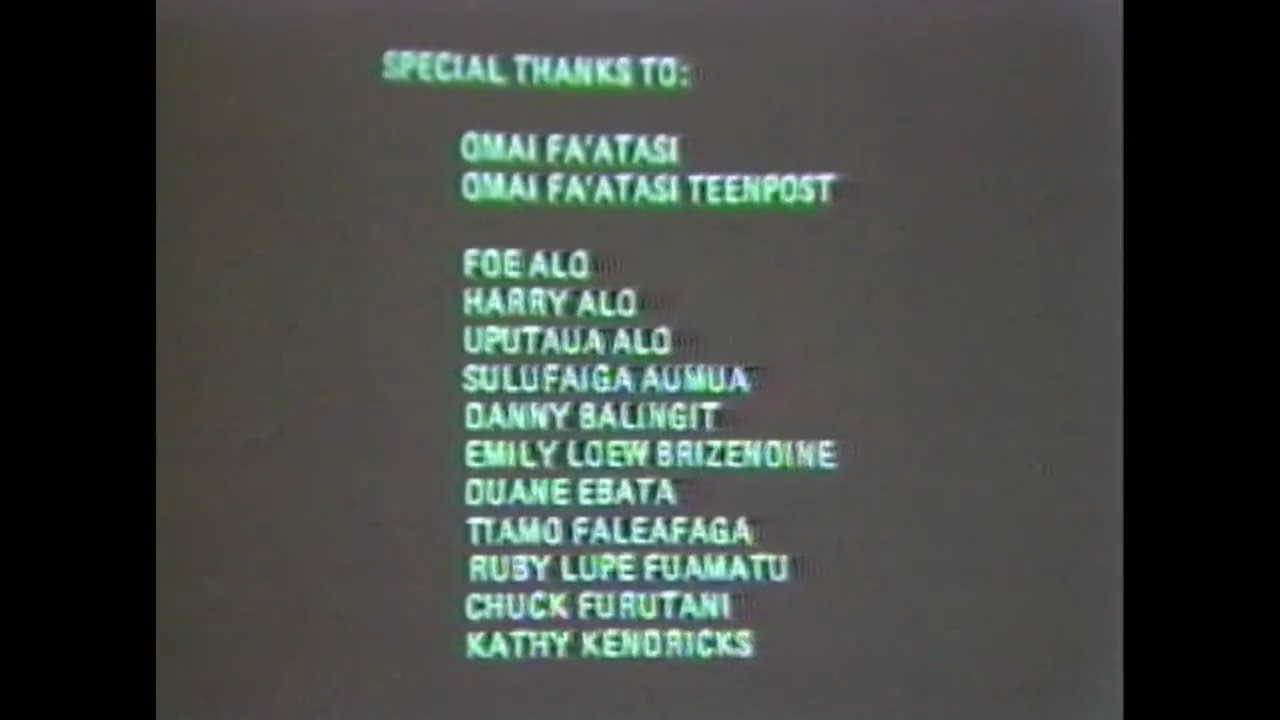 SPECIAL THANKS TO:
OMAI FA'ATASI
OMAI FA'ATASI TEENPOST
FOE ALO
HARRY ALO
UPUTAUA ALO
SULUFAIGA AUMUA
DANNY BALINGIT
EMILY LOEW BRIZENDINE
DUANE EBATA
TIAMO FALEAFAGA
RUBY LUPE FUAMATU
CHUCK FURUTANI
KATHY KENDRICKS